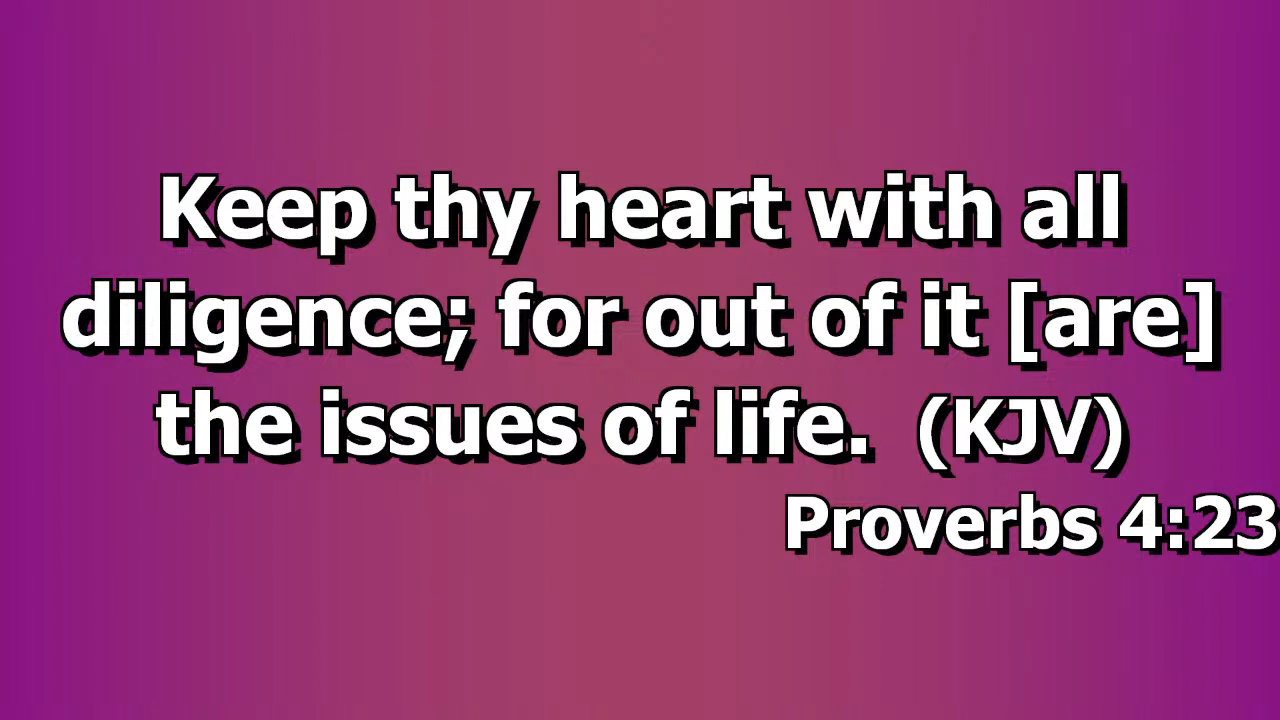 Keep thy heart with all
diligence; for out of it [are]
the issues of life.  (KJV)
Proverbs 4:23